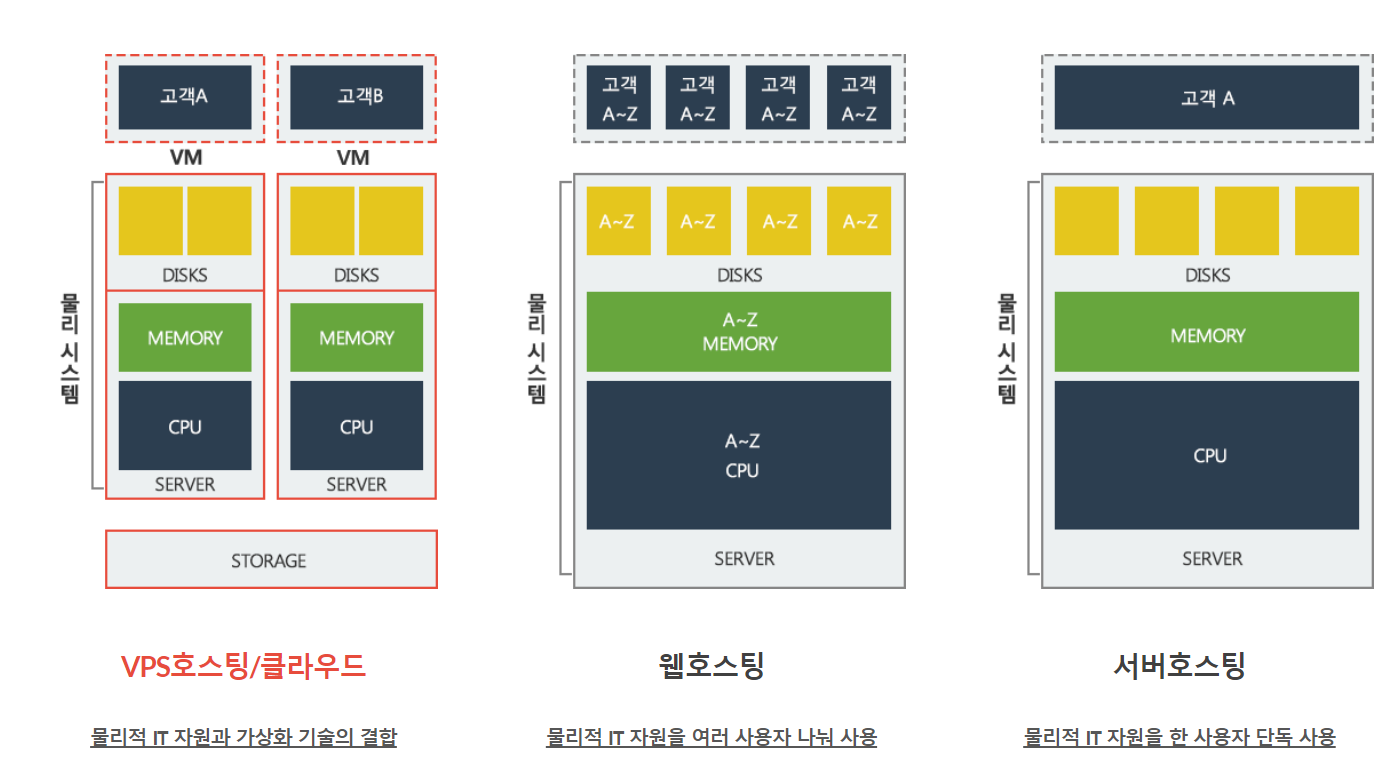 고객A
고객B
VM
VM
DISKS
DISKS
MEMORY
MEMORY
CPU
CPU
SERVER
SERVER
물리 시스템
STORAGE
VPS호스팅/클라우드
물리적 IT 자원과 가상화 기술의 결합
고객
A~Z
고객
A~Z
고객
A~Z
고객
A~Z
A~Z
A~Z
A~Z
A~Z
DISKS
A~Z
MEMORY
A~Z
CPU
SERVER
물리 시스템
웹호스팅
물리적 IT 자원을 여러 사용자 나눠 사용
고객 A
DISKS
MEMORY
CPU
SERVER
물리 시스템
서버호스팅
물리적 IT 자원을 한 사용자 단독 사용